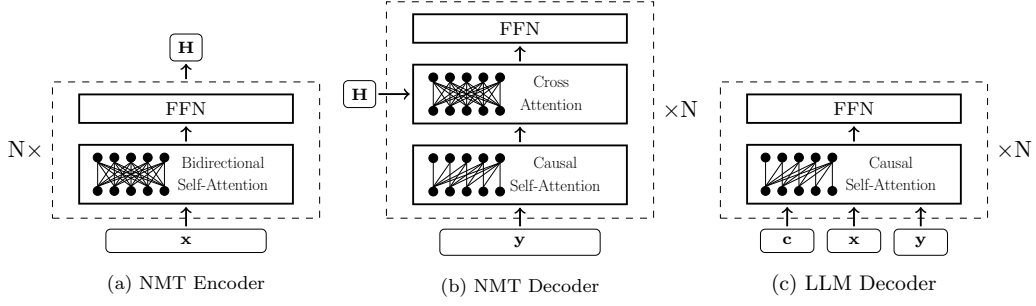 H
FFN
N×
Bidirectional
Self-Attention
x
(a) NMT Encoder
FFN
H
Cross
Attention
×N
Causal
Self-Attention
y
(b) NMT Decoder
FFN
×N
Causal
Self-Attention
c x y
(c) LLM Decoder